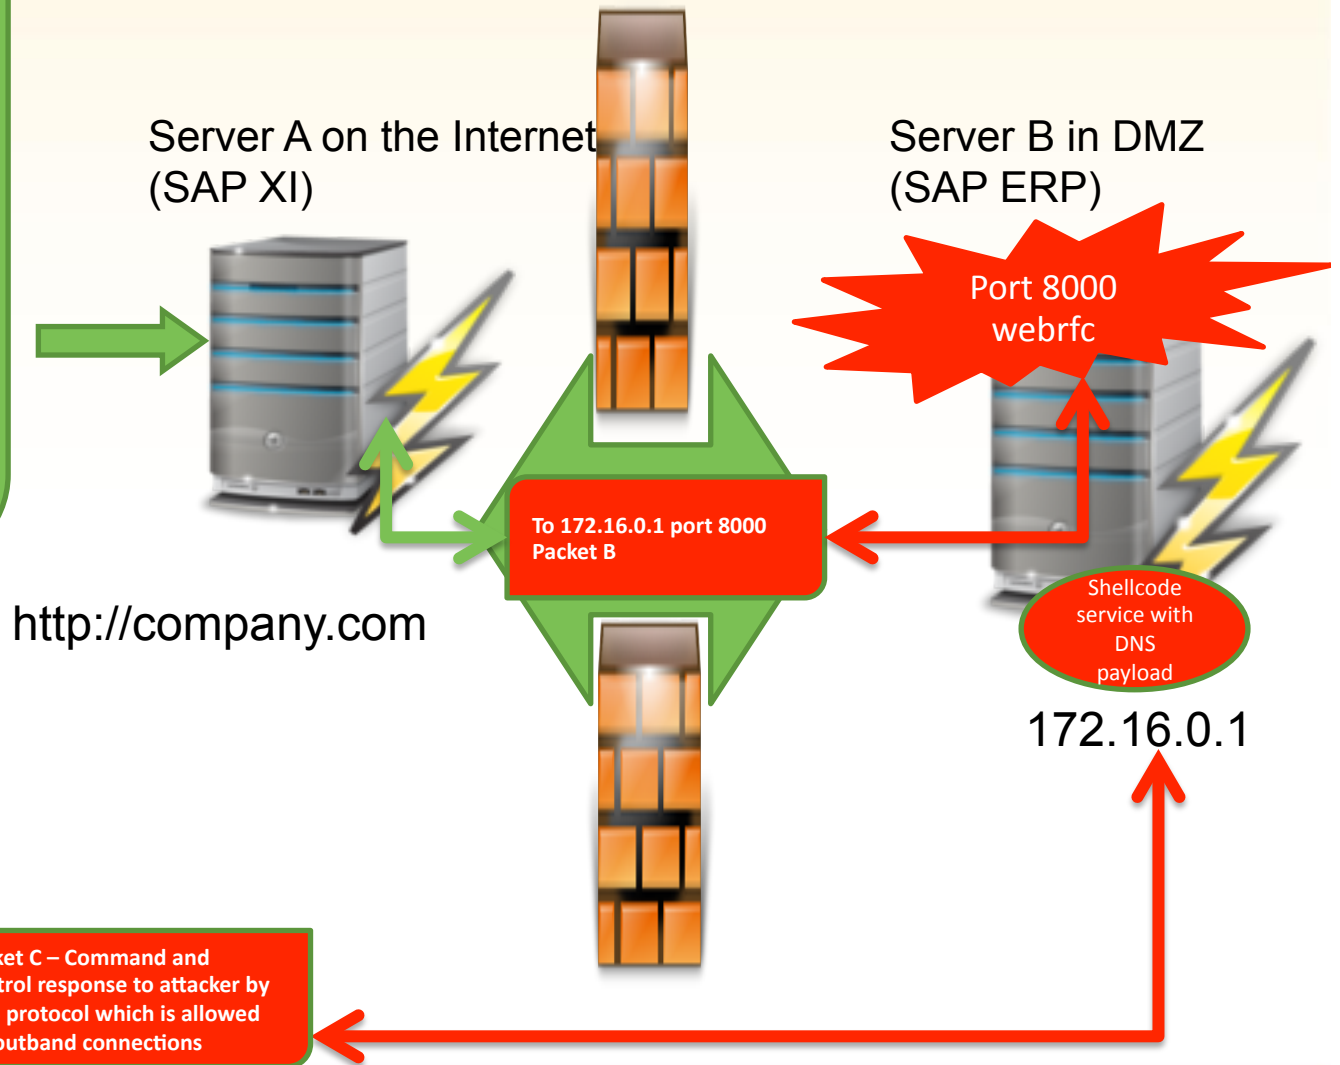 Server A on the Internet
(SAP XI)
Server B in DMZ
(SAP ERP)
Port 8000
webrfc
To 172.16.0.1 port 8000
Packet B
Shellcode
service with
DNS
payload
http://company.com
172.16.0.1
C – Command and
response to attacker by
protocol which is allowed
outband connections